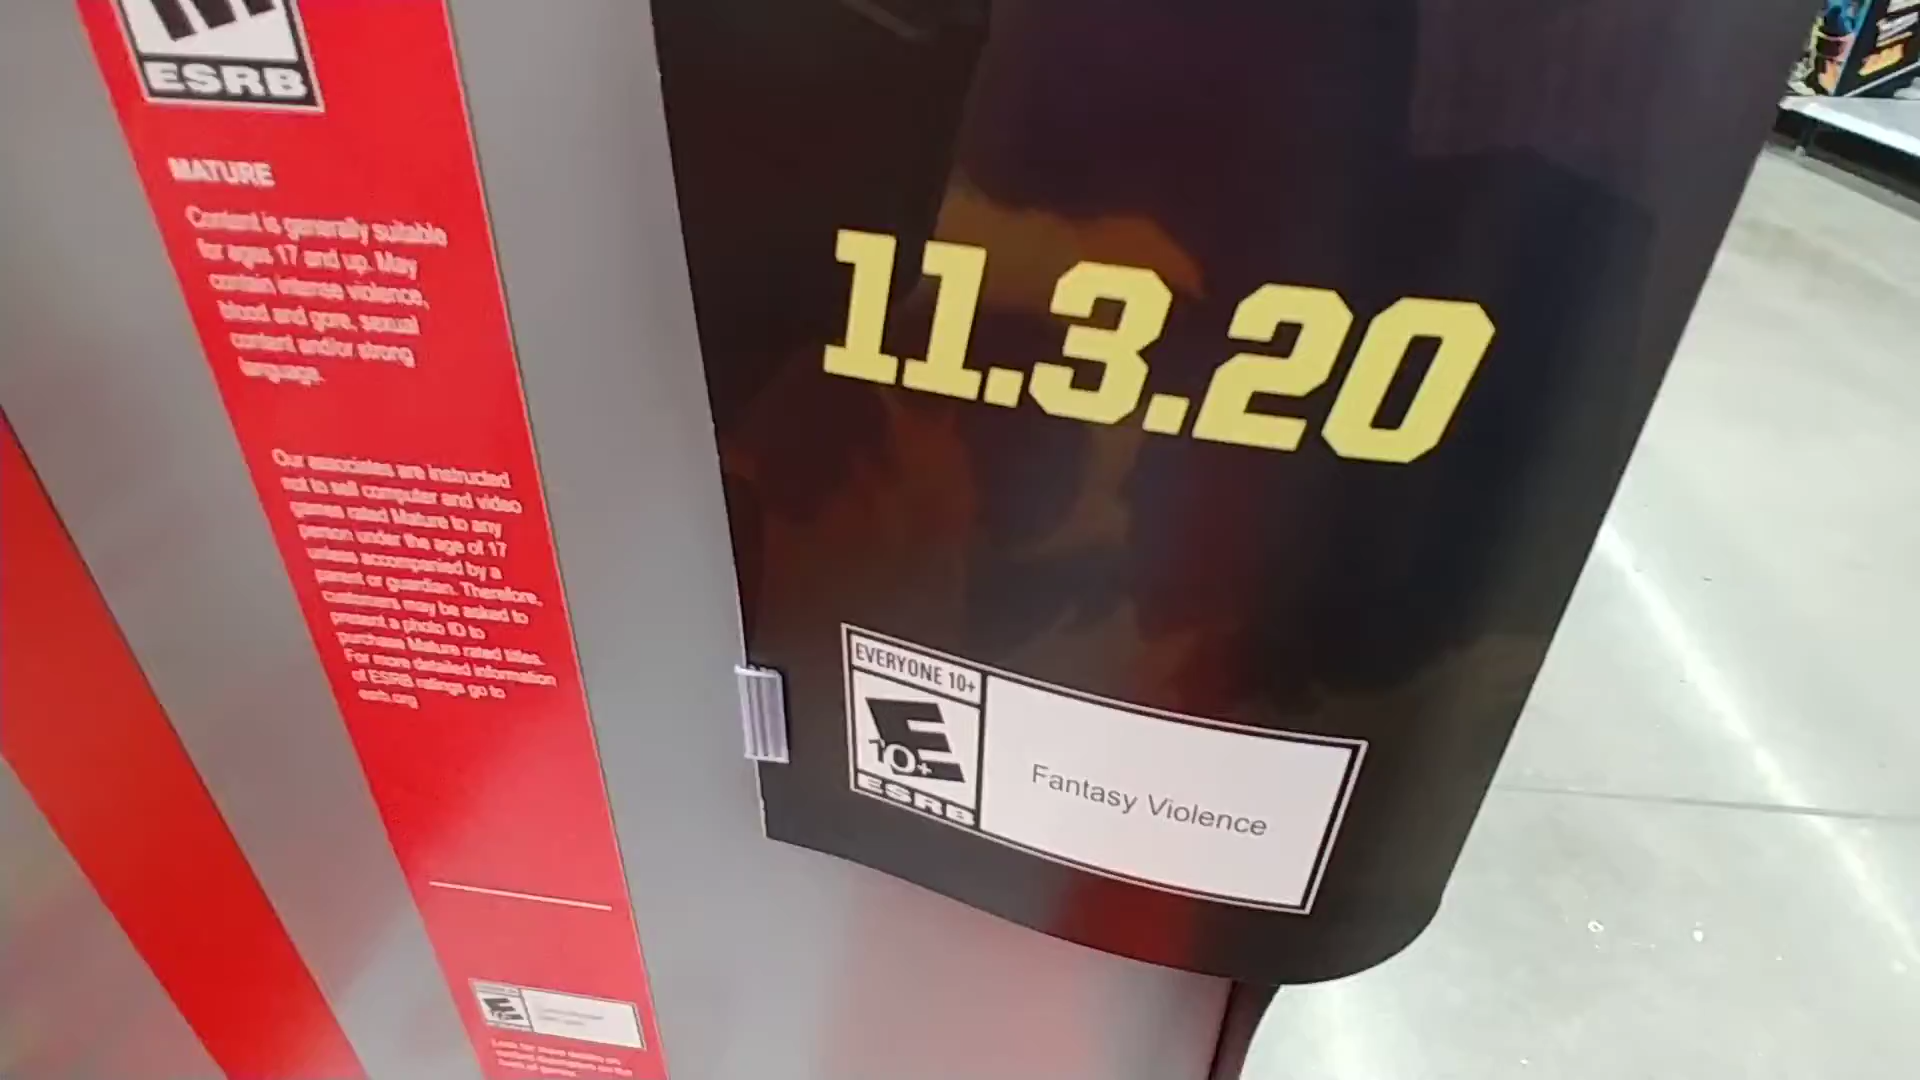 ESRB
MATURE
Content is generally suitable
for ages 17 and up. May
contain intense violence,
blood and gore, sexual
content and/or strong
language.
Our associates are instructed
not to sell computer and video
games rated Mature to any
person under the age of 17
unless accompanied by a
parent or guardian. Therefore,
customers may be asked to
present a photo ID to
purchase Mature rated titles.
For more detailed information
of ESRB ratings go to
esrb.org
11.3.20
EVERYONE 10+
E
10+
ESRB
Fantasy Violence